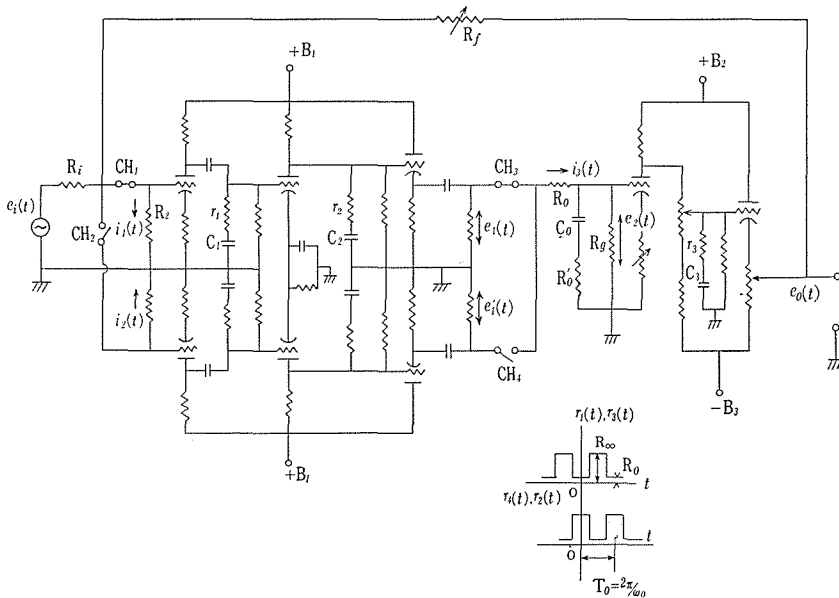 R_f
+B_1
+B_2
R_i
CH_1
CH_3
i_3(t)
e_i(t)
CH_2
i_1(t)
R_2
r_1
C_1
r_2
C_2
e_1(t)
R_0
C_0
R_g
e_2(t)
r_3
C_3
i_2(t)
e_1'(t)
R_0'
e_0(t)
CH_4
-B_3
+B_1
r_1(t), r_3(t)
R_∞
R_0
t
0
r_4(t), r_2(t)
t
0
T_0=2π/ω_0